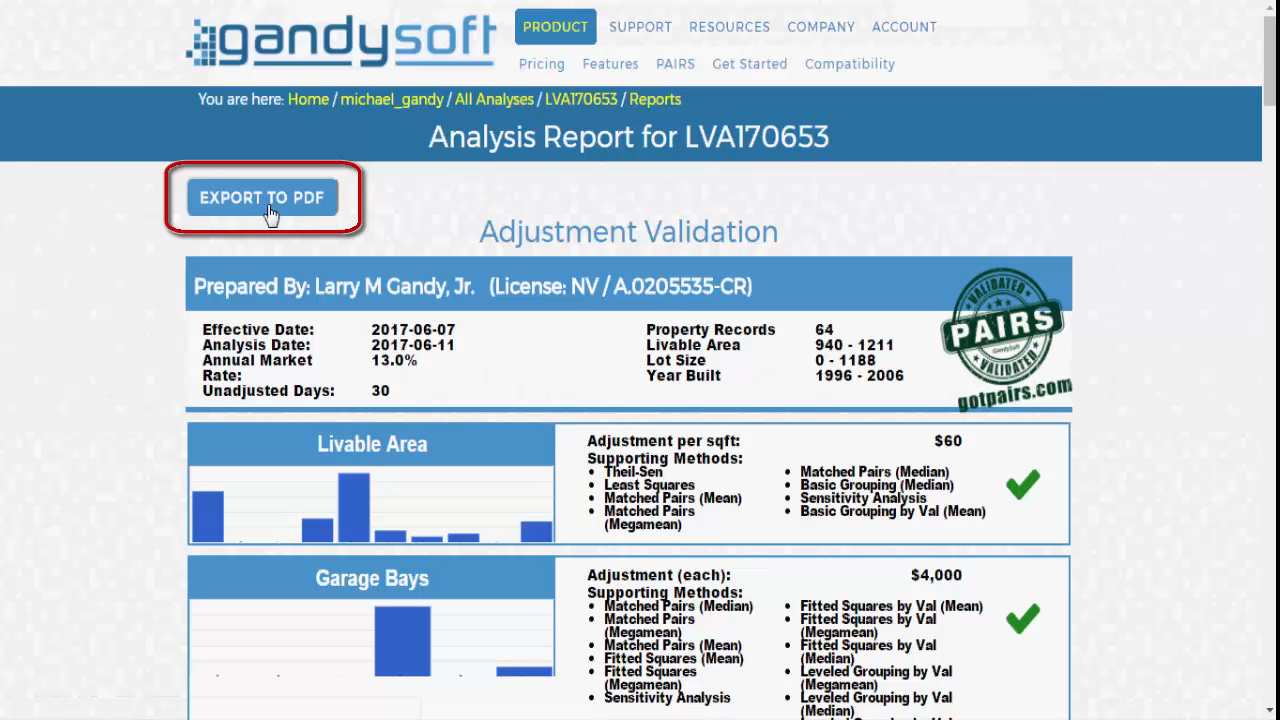 gandysoft
PRODUCT SUPPORT RESOURCES COMPANY ACCOUNT
Pricing Features PAIRS Get Started Compatibility
You are here: Home / michael_gandy / All Analyses / LVA170653 / Reports
Analysis Report for LVA170653
EXPORT TO PDF
Adjustment Validation
Prepared By: Larry M Gandy, Jr. (License: NV / A.0205535-CR)
Effective Date: 2017-06-07
Analysis Date: 2017-06-11
Annual Market Rate: 13.0%
Unadjusted Days: 30
Property Records 64
Livable Area 940 - 1211
Lot Size 0 - 1188
Year Built 1996 - 2006
VALIDATED
PAIRS
GandySoft
VALIDATED
gotpairs.com
Livable Area
Adjustment per sqft: $60
Supporting Methods:
• Theil-Sen
• Least Squares
• Matched Pairs (Mean)
• Matched Pairs
(Megamean)
• Matched Pairs (Median)
• Basic Grouping (Median)
• Sensitivity Analysis
• Basic Grouping by Val (Mean)
Garage Bays
Adjustment (each): $4,000
Supporting Methods:
• Matched Pairs (Median)
• Matched Pairs
(Megamean)
• Matched Pairs (Mean)
• Fitted Squares (Mean)
• Fitted Squares
(Megamean)
• Sensitivity Analysis
• Fitted Squares by Val (Mean)
• Fitted Squares by Val
(Megamean)
• Fitted Squares by Val
(Median)
• Leveled Grouping by Val
(Megamean)
• Leveled Grouping by Val
(Median)